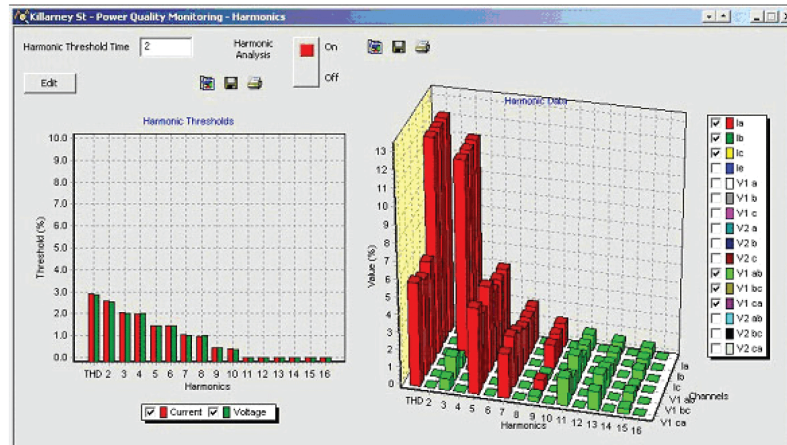 Killarney St - Power Quality Monitoring - Harmonics
Harmonic Threshold Time 2
Harmonic Analysis
On
Off
Edit
Harmonic Thresholds
10.0
9.0
8.0
7.0
6.0
5.0
4.0
3.0
2.0
1.0
0.0
Threshold (%)
THD 2 3 4 5 6 7 8 9 10 11 12 13 14 15 16
Harmonics
Current Voltage
Harmonic Data
13
12
11
10
9
8
7
6
5
4
3
2
1
0
Value (%)
THD 2 3 4 5 6 7 8 9 10 11 12 13 14 15 16
Harmonics
Ia
Ib
Ic
V1 ab
V1 bc
V1 ca
Channels
Ia
Ib
Ic
Ie
V1 a
V1 b
V1 c
V2 a
V2 b
V2 c
V1 ab
V1 bc
V1 ca
V2 ab
V2 bc
V2 ca